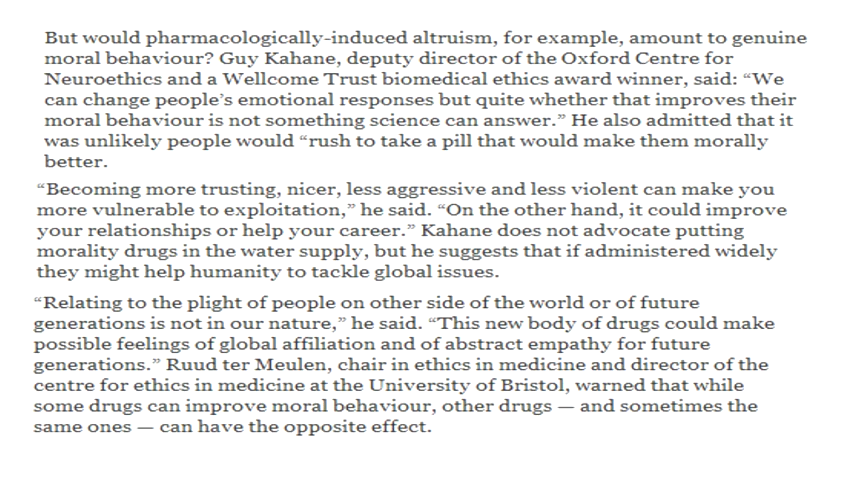 But would pharmacologically-induced altruism, for example, amount to genuine
moral behaviour? Guy Kahane, deputy director of the Oxford Centre for
Neuroethics and a Wellcome Trust biomedical ethics award winner, said: “We
can change people’s emotional responses but quite whether that improves their
moral behaviour is not something science can answer.” He also admitted that it
was unlikely people would “rush to take a pill that would make them morally
better.
“Becoming more trusting, nicer, less aggressive and less violent can make you
more vulnerable to exploitation,” he said. “On the other hand, it could improve
your relationships or help your career.” Kahane does not advocate putting
morality drugs in the water supply, but he suggests that if administered widely
they might help humanity to tackle global issues.
“Relating to the plight of people on other side of the world or of future
generations is not in our nature,” he said. “This new body of drugs could make
possible feelings of global affiliation and of abstract empathy for future
generations.” Ruud ter Meulen, chair in ethics in medicine and director of the
centre for ethics in medicine at the University of Bristol, warned that while
some drugs can improve moral behaviour, other drugs — and sometimes the
same ones — can have the opposite effect.